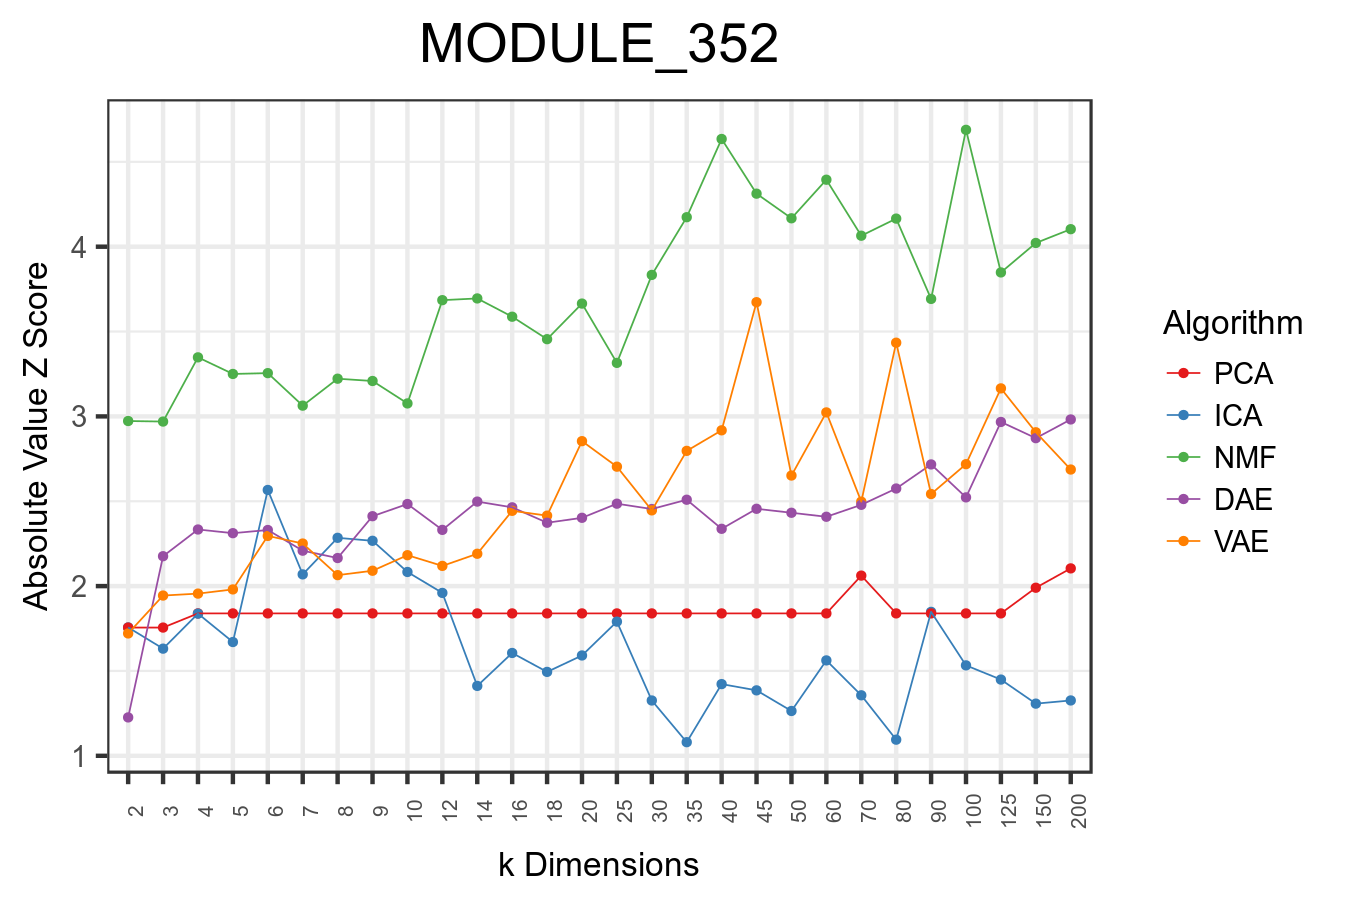 MODULE_352
Absolute Value Z Score
4
3
2
1
2 3 4 5 6 7 8 9 10 12 14 16 18 20 25 30 35 40 45 50 60 70 80 90 100 125 150 200
k Dimensions
Algorithm
PCA
ICA
NMF
DAE
VAE